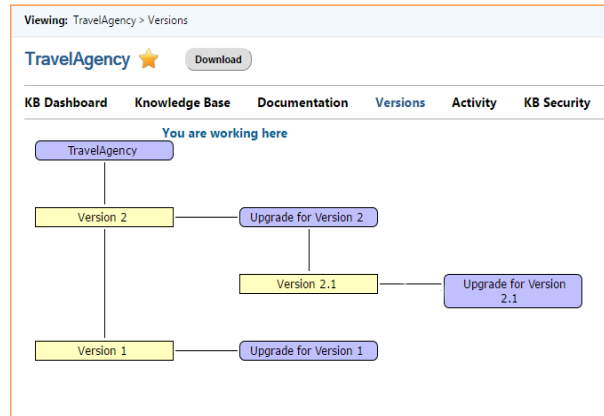 Viewing: TravelAgency > Versions
TravelAgency Download
KB Dashboard Knowledge Base Documentation Versions Activity KB Security
You are working here
TravelAgency
Version 2 Upgrade for Version 2
Version 2.1 Upgrade for Version
2.1
Version 1 Upgrade for Version 1